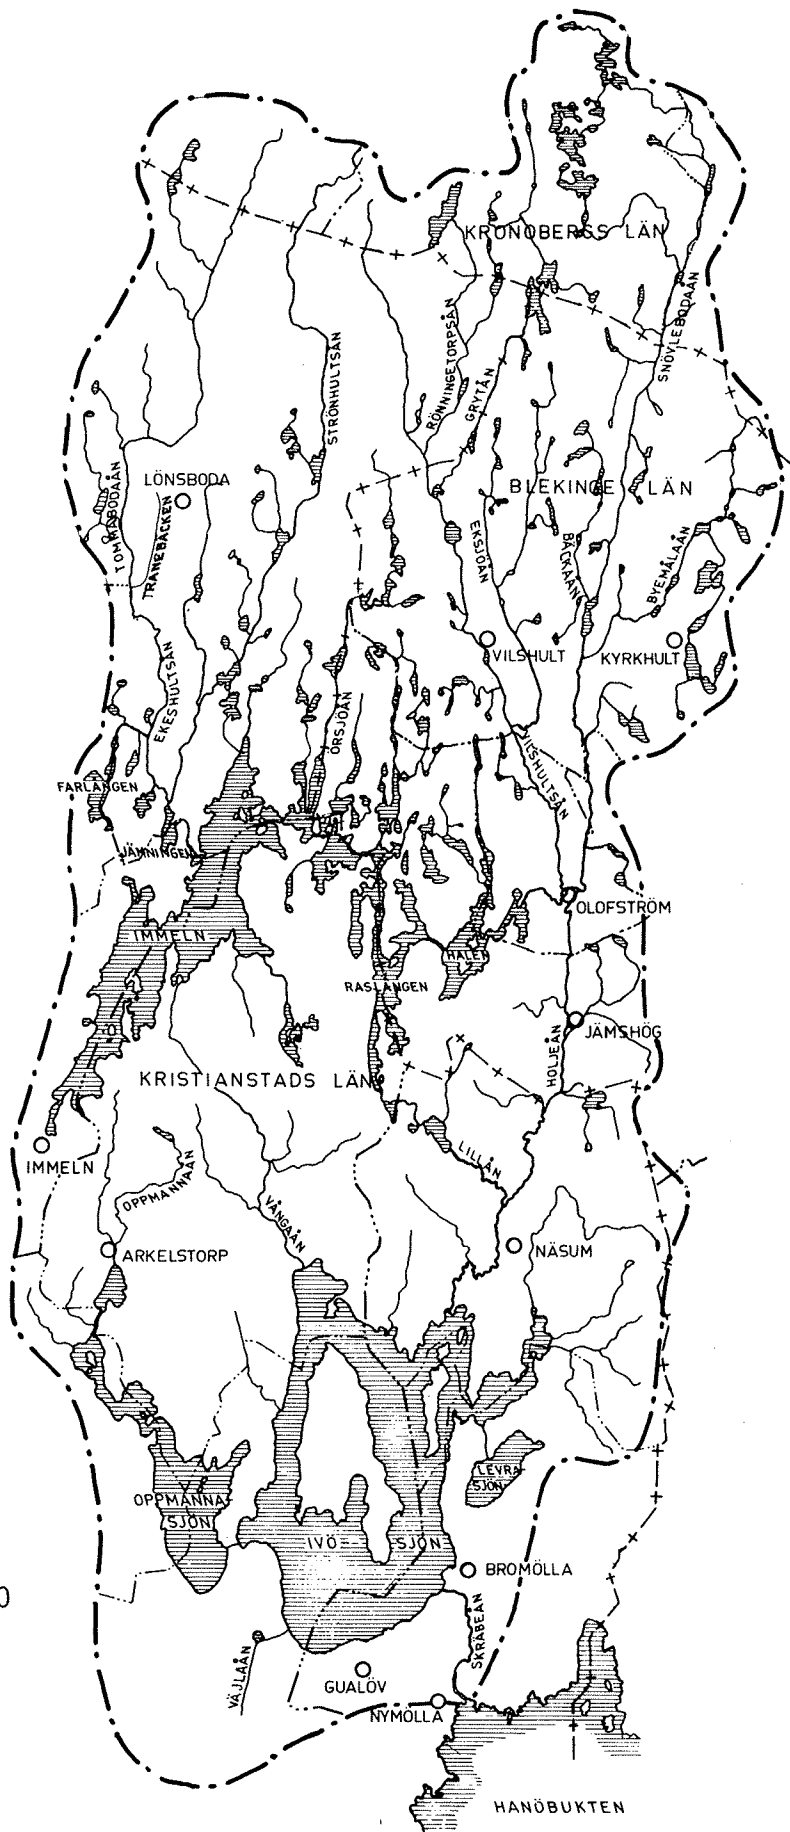 KRONOBERGS LÄN
SNÖVLEBODAÅN
RÖNNINGETORPSÅN
STRÖNHULTSÅN
GRYTÅN
LÖNSBODA
BLEKINGE LÄN
TOMMABODAÅN
TRANEBÄCKEN
EKSJÖÅN
BÄCKAÅN
BYEMÅLAÅN
VILSHULT
KYRKHULT
EKESHULTSÅN
ÖRSJÖÅN
VILSHULTSÅN
FARLÅNGEN
JÄMNINGEN
OLOFSTRÖM
IMMELN
HALEN
RASLÅNGEN
JÄMSHÖG
HOLJEÅN
KRISTIANSTADS LÄN
IMMELN
LILLÅN
OPPMANNAÅN
VÅNGAÅN
ARKELSTORP
NÄSUM
LEVRA-
SJÖN
OPPMANNA-
SJÖN
IVÖ-- SJÖN
BROMÖLLA
SKRÄBEÅN
VÄJLAÅN
GUALÖV
NYMÖLLA
HANÖBUKTEN